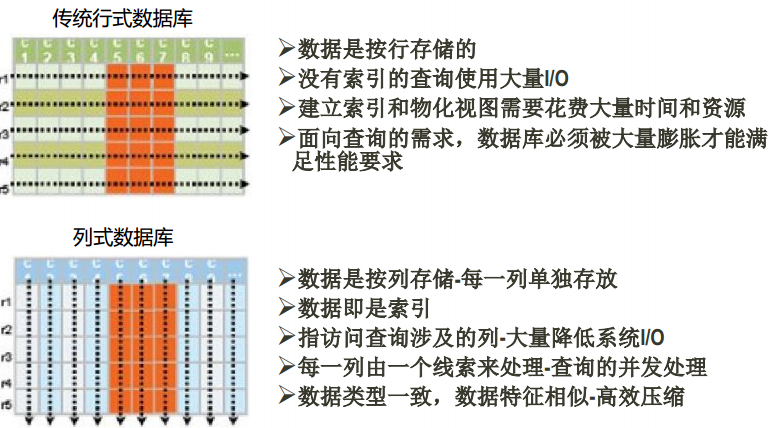 传统行式数据库
C C C C C C C C C ...
1 2 3 4 5 6 7 8 9
r1
r2
r3
r4
r5
➢数据是按行存储的
➢没有索引的查询使用大量I/O
➢建立索引和物化视图需要花费大量时间和资源
➢面向查询的需求，数据库必须被大量膨胀才能满
足性能要求
列式数据库
C C C C C C C C C ...
r1
r2
r3
r4
r5
➢数据是按列存储-每一列单独存放
➢数据即是索引
➢指访问查询涉及的列-大量降低系统I/O
➢每一列由一个线索来处理-查询的并发处理
➢数据类型一致，数据特征相似-高效压缩